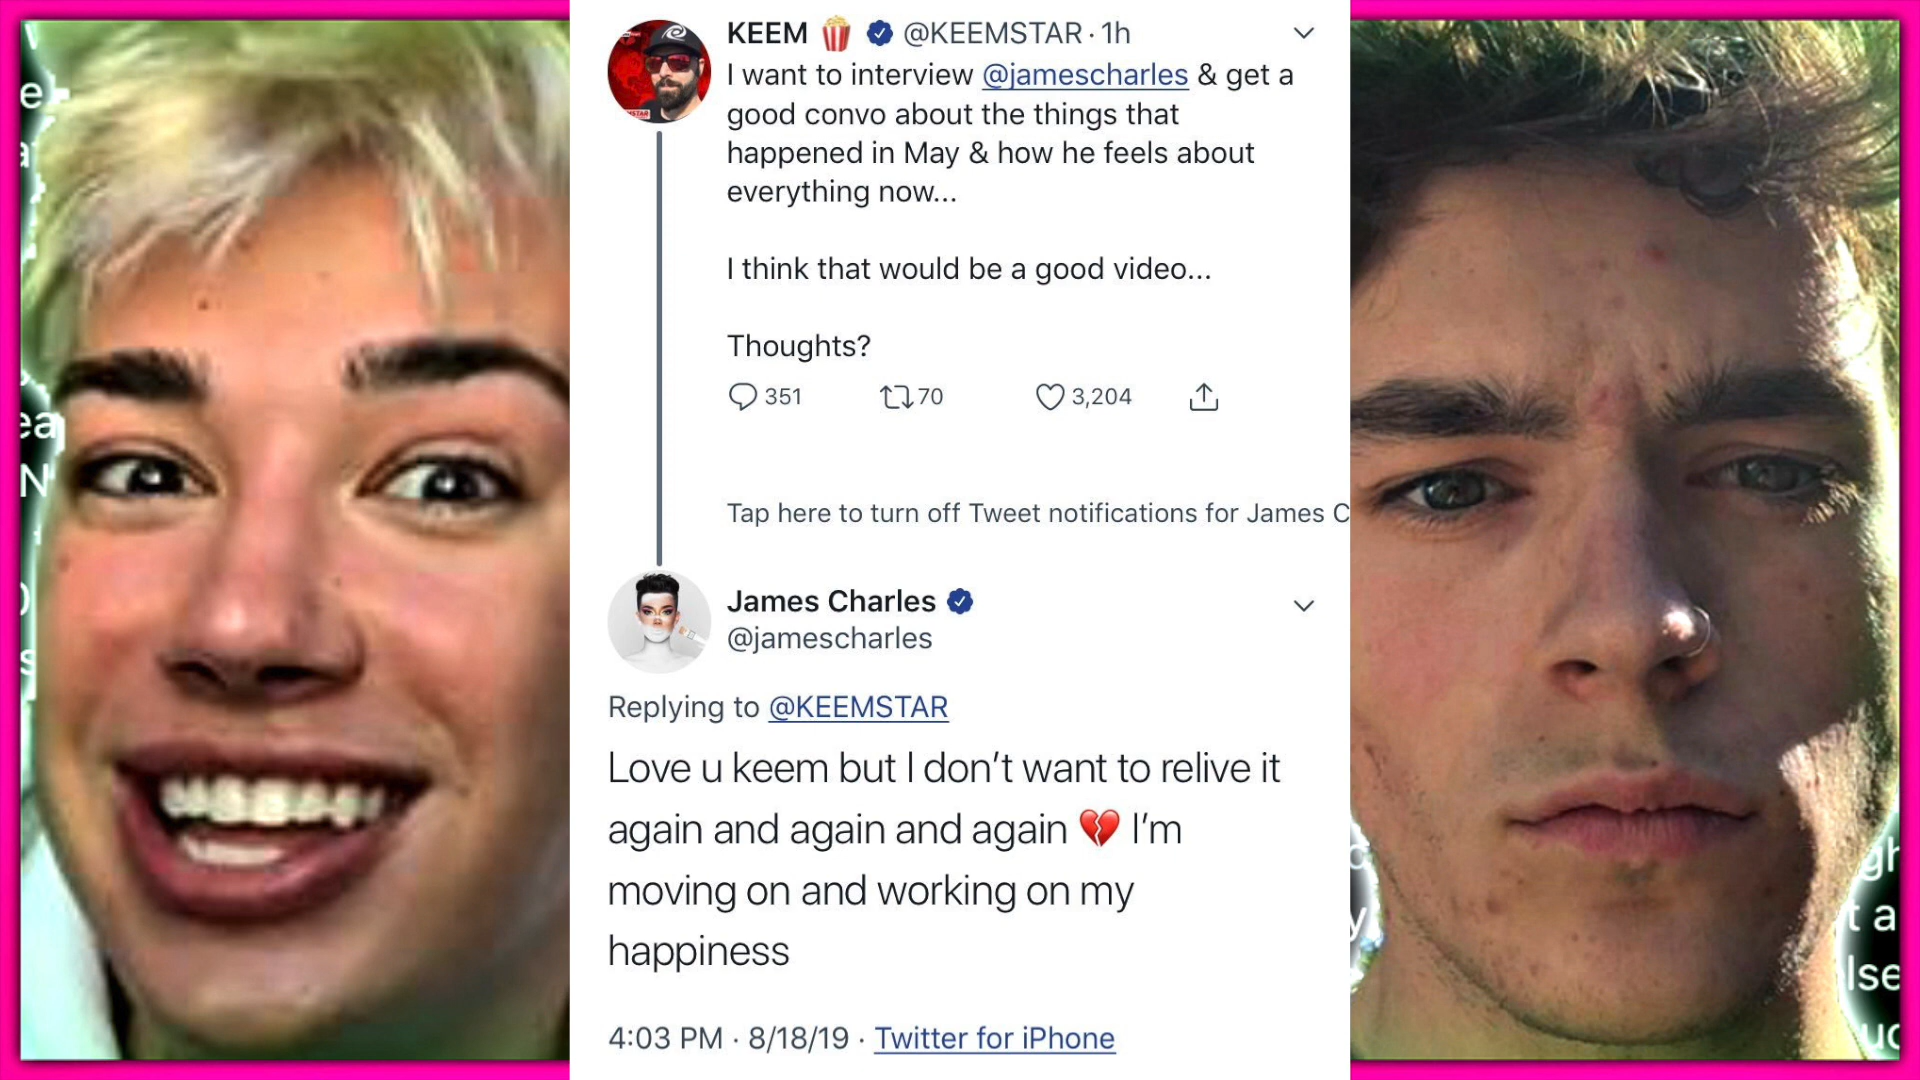 KEEM 🍿 @KEEMSTAR · 1h
I want to interview @jamescharles & get a
good convo about the things that
happened in May & how he feels about
everything now...
I think that would be a good video...
Thoughts?
351 70 3,204
Tap here to turn off Tweet notifications for James C
James Charles
@jamescharles
Replying to @KEEMSTAR
Love u keem but I don't want to relive it
again and again and again 💔 I'm
moving on and working on my
happiness
4:03 PM · 8/18/19 · Twitter for iPhone